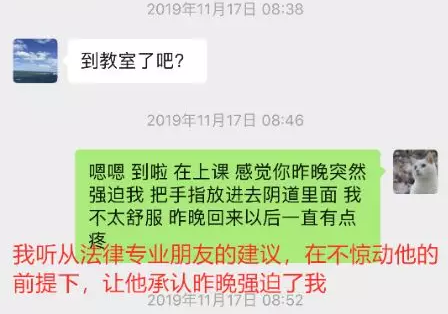 2019年11月17日 08:38
到教室了吧？
2019年11月17日 08:46
嗯嗯 到啦 在上课 感觉你昨晚突然
强迫我 把手指放进去阴道里面 我
不太舒服 昨晚回来以后一直有点
疼
我听从法律专业朋友的建议，在不惊动他的
前提下，让他承认昨晚强迫了我
2019年11月17日 08:52